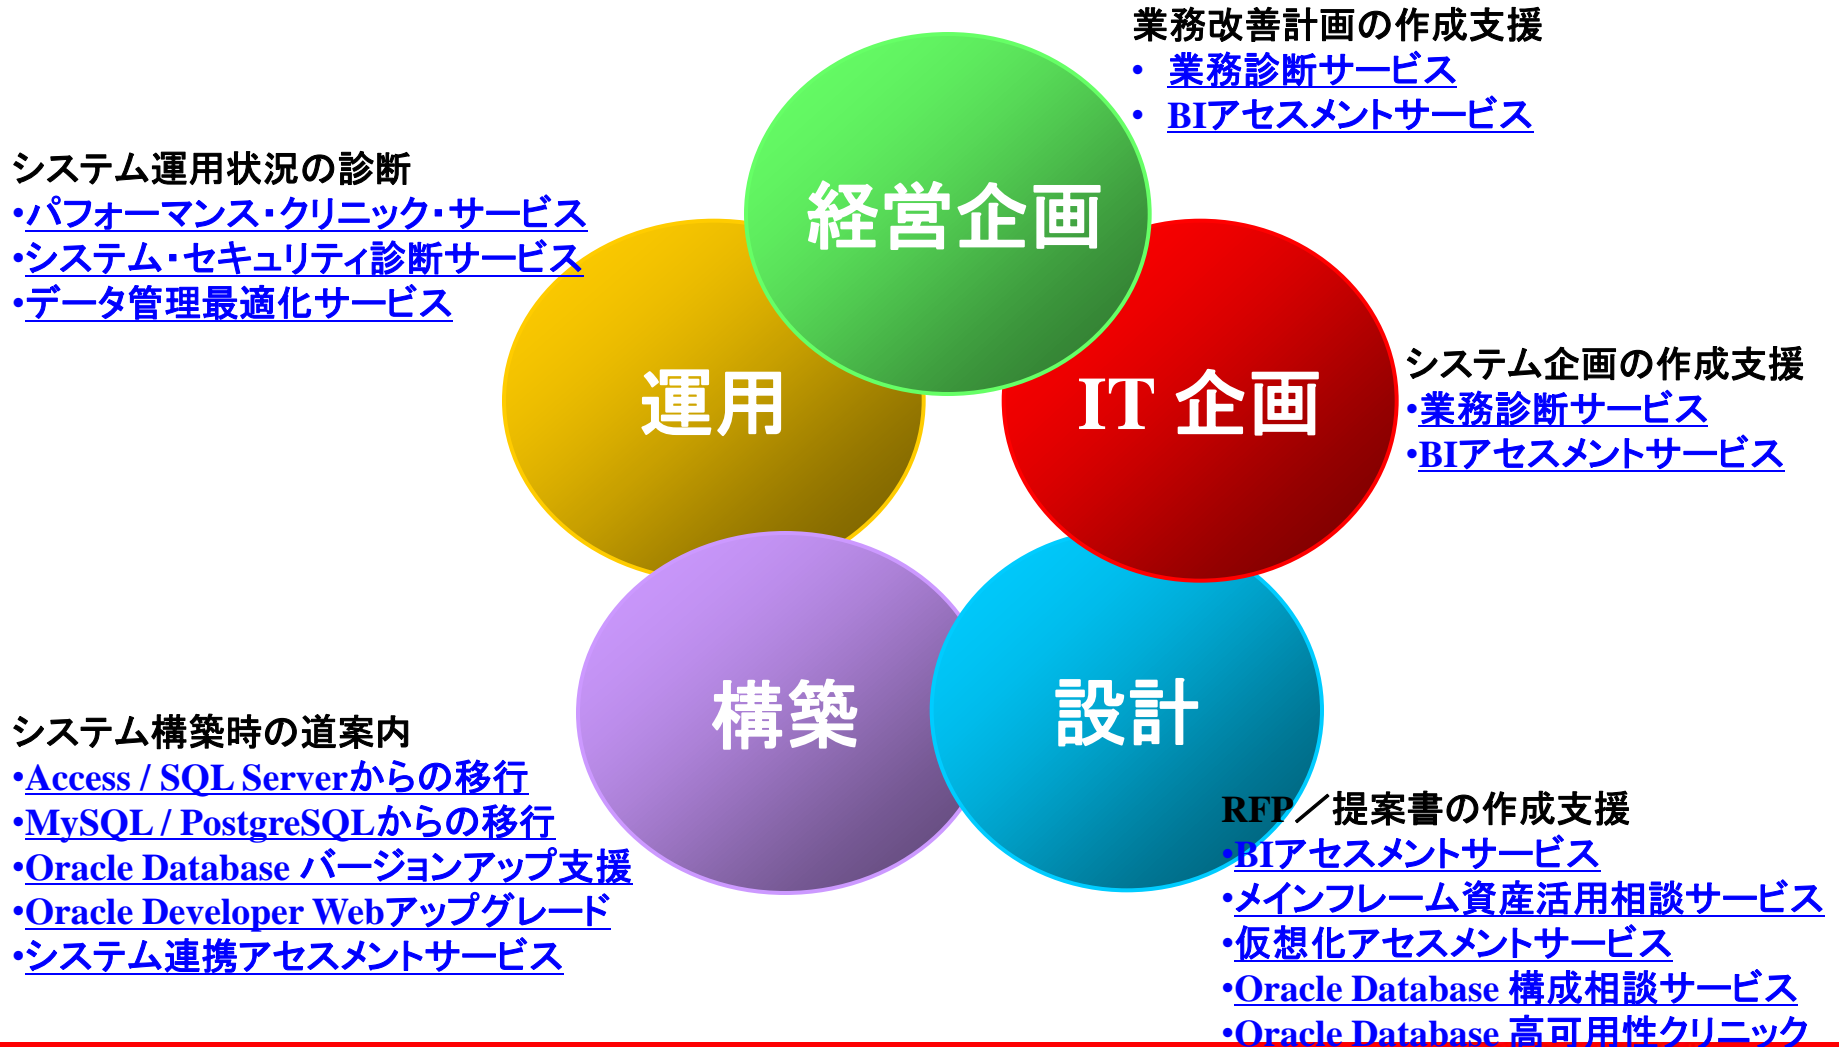 業務改善計画の作成支援
• 業務診断サービス
• BIアセスメントサービス
経営企画
システム運用状況の診断
•パフォーマンス・クリニック・サービス
•システム・セキュリティ診断サービス
•データ管理最適化サービス
運用
IT 企画
システム企画の作成支援
•業務診断サービス
•BIアセスメントサービス
構築
設計
システム構築時の道案内
•Access / SQL Serverからの移行
•MySQL / PostgreSQLからの移行
•Oracle Database バージョンアップ支援
•Oracle Developer Webアップグレード
•システム連携アセスメントサービス
RFP／提案書の作成支援
•BIアセスメントサービス
•メインフレーム資産活用相談サービス
•仮想化アセスメントサービス
•Oracle Database 構成相談サービス
•Oracle Database 高可用性クリニック